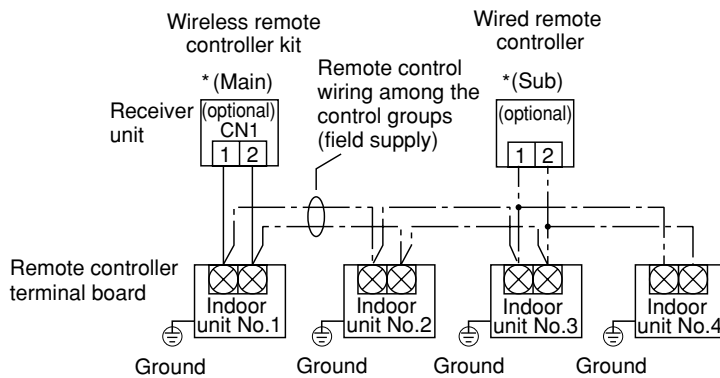 Wireless remote
controller kit
Wired remote
controller
Remote control
wiring among the
control groups
(field supply)
* (Main)
* (Sub)
Receiver
unit
(optional)
CN1
1 2
(optional)
1 2
Remote controller
terminal board
Indoor
unit No.1
Indoor
unit No.2
Indoor
unit No.3
Indoor
unit No.4
Ground
Ground
Ground
Ground